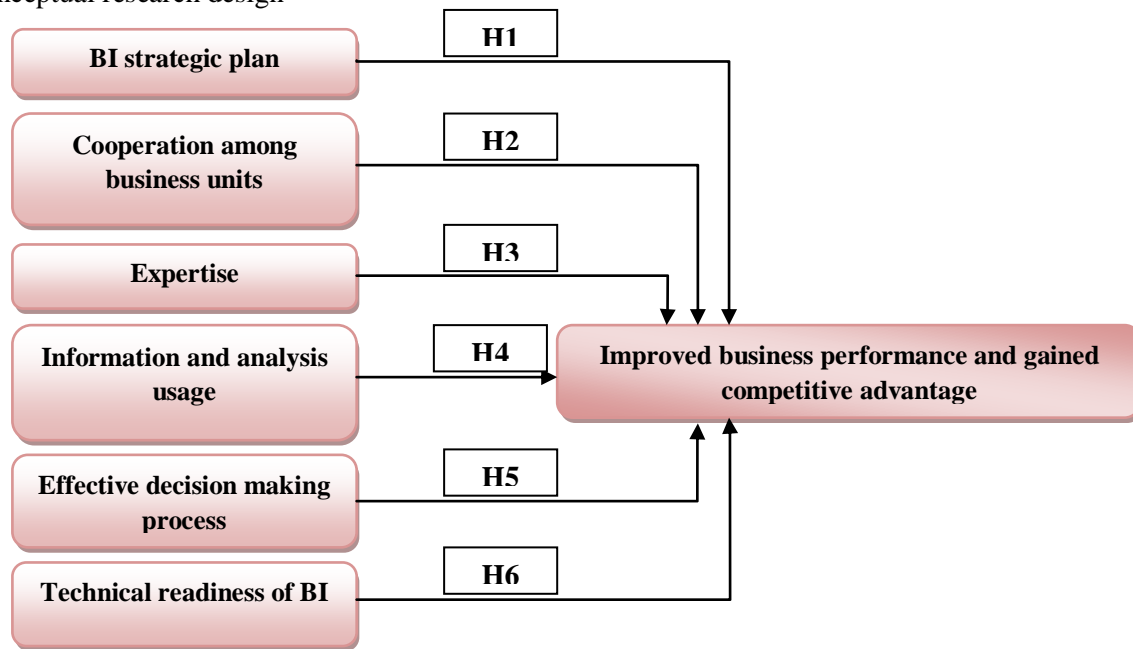 research design
BI strategic plan
H1
Cooperation among
business units
H2
Expertise
H3
Information and analysis
usage
H4
Improved business performance and gained
competitive advantage
Effective decision making
process
H5
Technical readiness of BI
H6